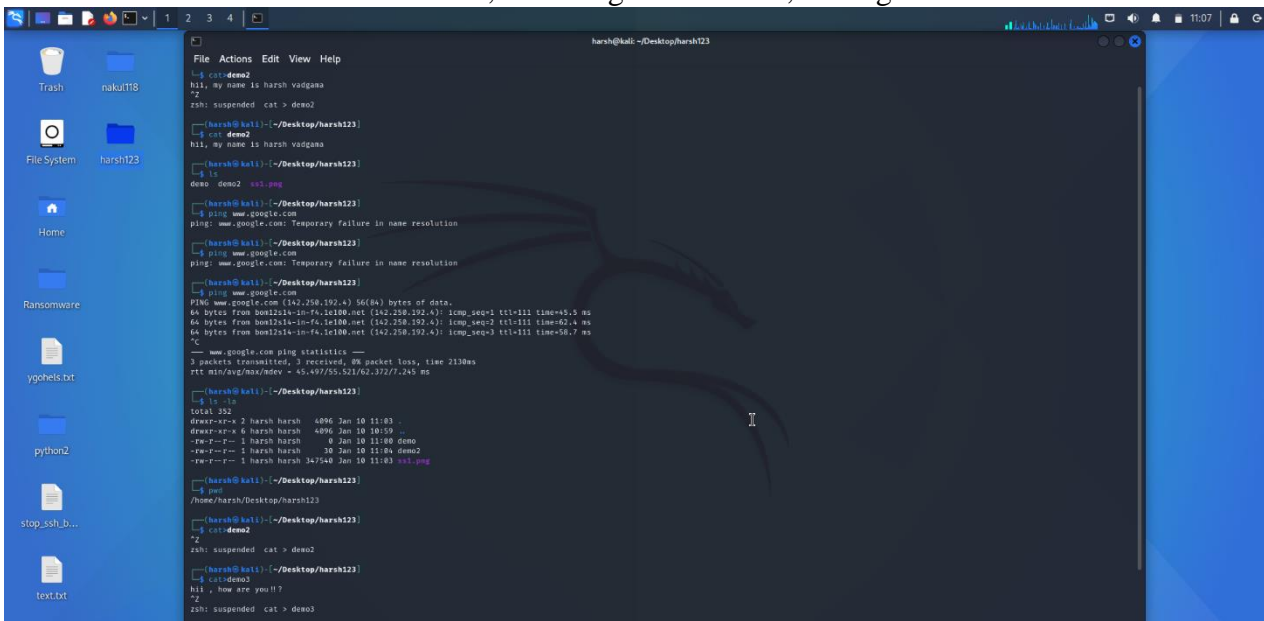 1 2 3 4
11:07
harsh@kali: ~/Desktop/harsh123
File Actions Edit View Help
Trash
nakul118
File System
harsh123
Home
Ransomware
ygohels.txt
python2
stop_ssh_b...
text.txt
└─$ cat>demo2
hii, my name is harsh vadgama
^Z
zsh: suspended  cat > demo2
┌──(harsh㉿kali)-[~/Desktop/harsh123]
└─$ cat demo2
hii, my name is harsh vadgama
┌──(harsh㉿kali)-[~/Desktop/harsh123]
└─$ ls
demo  demo2  ss1.png
┌──(harsh㉿kali)-[~/Desktop/harsh123]
└─$ ping www.google.com
ping: www.google.com: Temporary failure in name resolution
┌──(harsh㉿kali)-[~/Desktop/harsh123]
└─$ ping www.google.com
ping: www.google.com: Temporary failure in name resolution
┌──(harsh㉿kali)-[~/Desktop/harsh123]
└─$ ping www.google.com
PING www.google.com (142.250.192.4) 56(84) bytes of data.
64 bytes from bom12s14-in-f4.1e100.net (142.250.192.4): icmp_seq=1 ttl=111 time=45.5 ms
64 bytes from bom12s14-in-f4.1e100.net (142.250.192.4): icmp_seq=2 ttl=111 time=62.4 ms
64 bytes from bom12s14-in-f4.1e100.net (142.250.192.4): icmp_seq=3 ttl=111 time=58.7 ms
^C
--- www.google.com ping statistics ---
3 packets transmitted, 3 received, 0% packet loss, time 2130ms
rtt min/avg/max/mdev = 45.497/55.521/62.372/7.245 ms
┌──(harsh㉿kali)-[~/Desktop/harsh123]
└─$ ls -la
total 352
drwxr-xr-x 2 harsh harsh   4096 Jan 10 11:03 .
drwxr-xr-x 6 harsh harsh   4096 Jan 10 10:59 ..
-rw-r--r-- 1 harsh harsh      0 Jan 10 11:00 demo
-rw-r--r-- 1 harsh harsh     30 Jan 10 11:04 demo2
-rw-r--r-- 1 harsh harsh 347540 Jan 10 11:03 ss1.png
┌──(harsh㉿kali)-[~/Desktop/harsh123]
└─$ pwd
/home/harsh/Desktop/harsh123
┌──(harsh㉿kali)-[~/Desktop/harsh123]
└─$ cat>demo2
^Z
zsh: suspended  cat > demo2
┌──(harsh㉿kali)-[~/Desktop/harsh123]
└─$ cat>demo3
hii , how are you!!?
^Z
zsh: suspended  cat > demo3